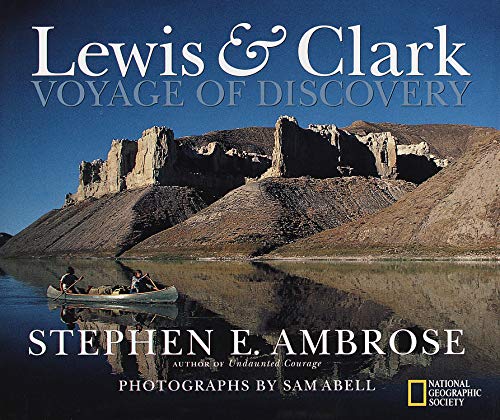 Lewis & Clark
VOYAGE OF DISCOVERY
STEPHEN E. AMBROSE
AUTHOR OF Undaunted Courage
PHOTOGRAPHS BY SAM ABELL
NATIONAL
GEOGRAPHIC
SOCIETY